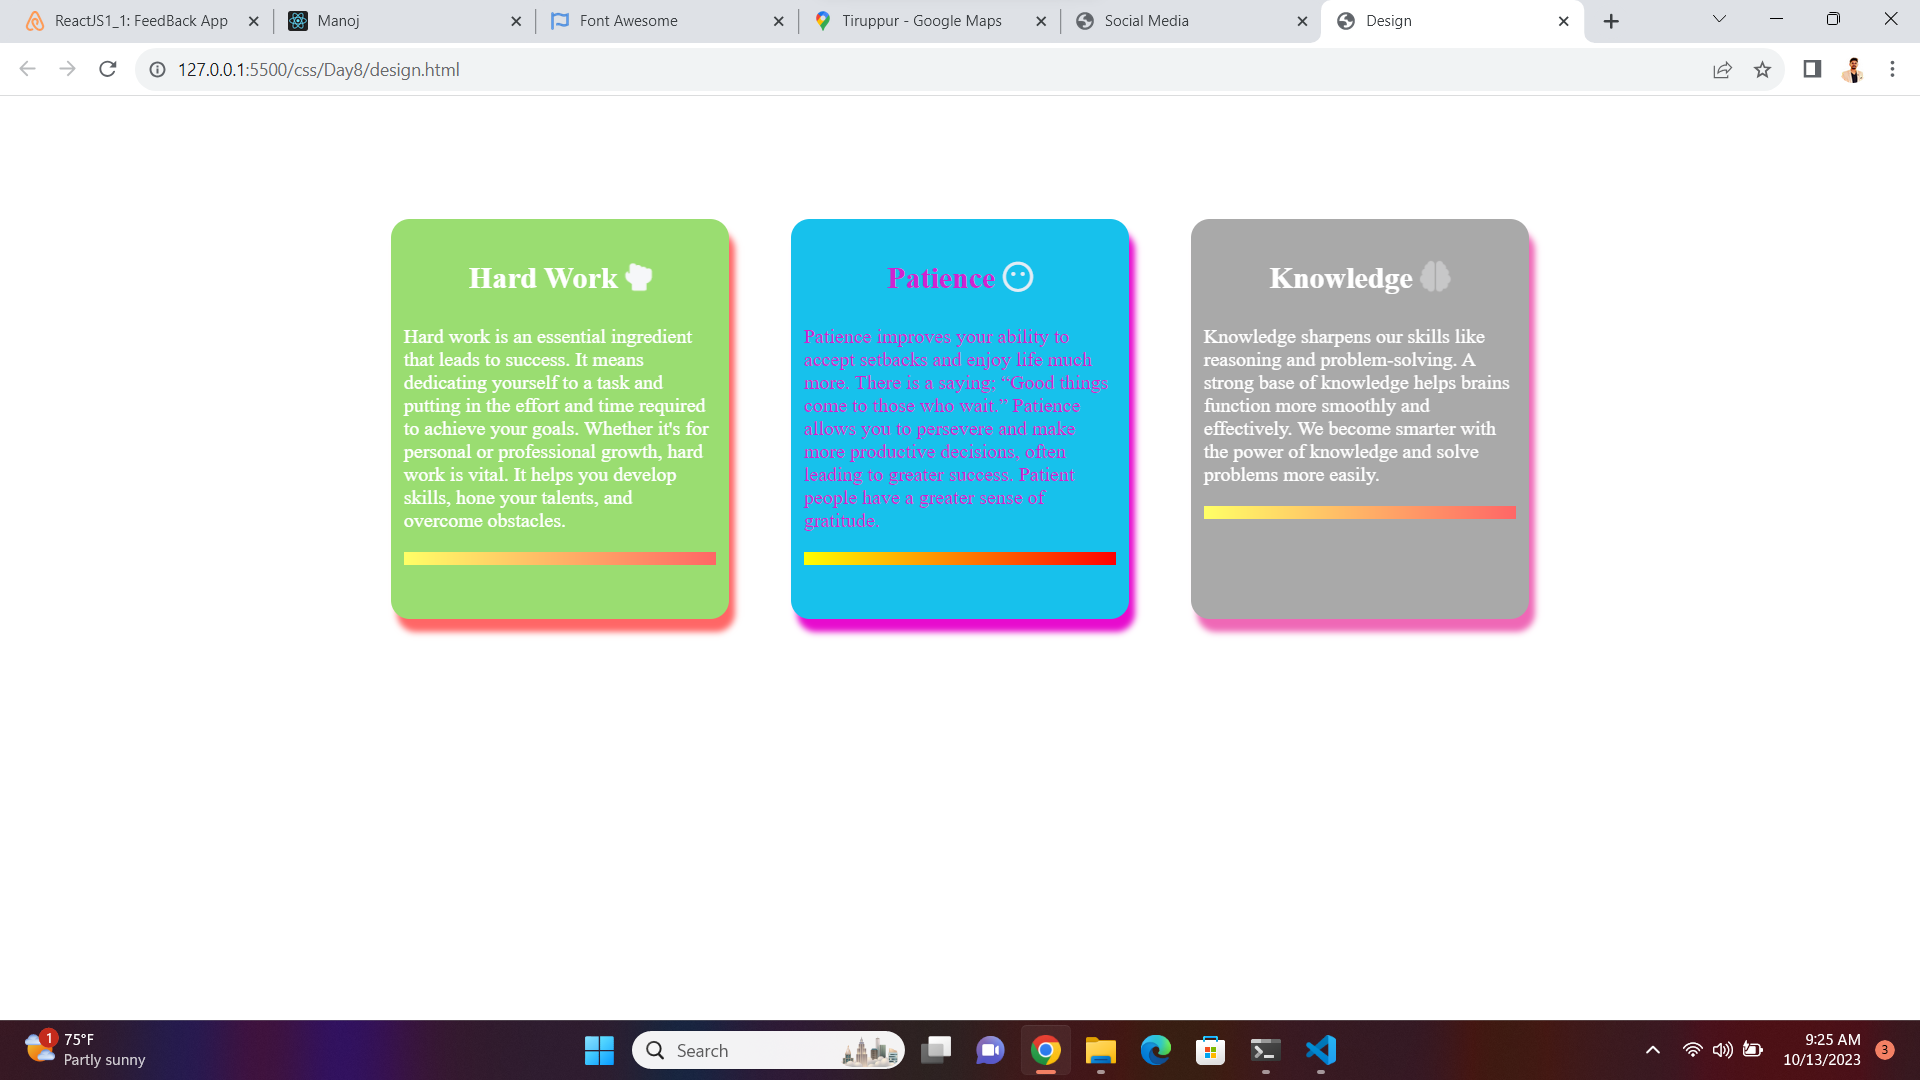 ReactJS1_1: FeedBack App
Manoj
Font Awesome
Tiruppur - Google Maps
Social Media
Design
127.0.0.1:5500/css/Day8/design.html
Hard Work
Hard work is an essential ingredient
that leads to success. It means
dedicating yourself to a task and
putting in the effort and time required
to achieve your goals. Whether it's for
personal or professional growth, hard
work is vital. It helps you develop
skills, hone your talents, and
overcome obstacles.
Patience
Patience improves your ability to
accept setbacks and enjoy life much
more. There is a saying: “Good things
come to those who wait.” Patience
allows you to persevere and make
more productive decisions, often
leading to greater success. Patient
people have a greater sense of
gratitude.
Knowledge
Knowledge sharpens our skills like
reasoning and problem-solving. A
strong base of knowledge helps brains
function more smoothly and
effectively. We become smarter with
the power of knowledge and solve
problems more easily.
1
75°F
Partly sunny
Search
9:25 AM
10/13/2023
3